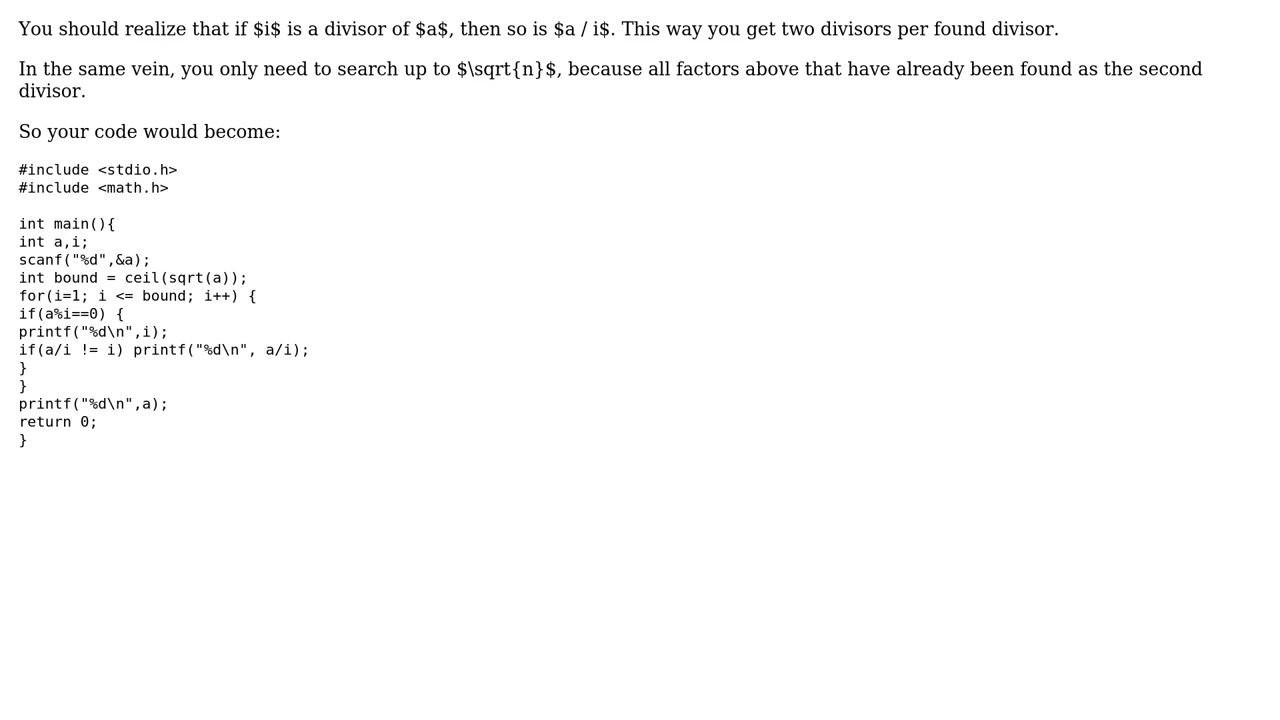 You should realize that if $i$ is a divisor of $a$, then so is $a / i$. This way you get two divisors per found divisor.
In the same vein, you only need to search up to $\sqrt{n}$, because all factors above that have already been found as the second
divisor.
So your code would become:
#include <stdio.h>
#include <math.h>
int main(){
int a,i;
scanf("%d",&a);
int bound = ceil(sqrt(a));
for(i=1; i <= bound; i++) {
if(a%i==0) {
printf("%d\n",i);
if(a/i != i) printf("%d\n", a/i);
}
}
printf("%d\n",a);
return 0;
}